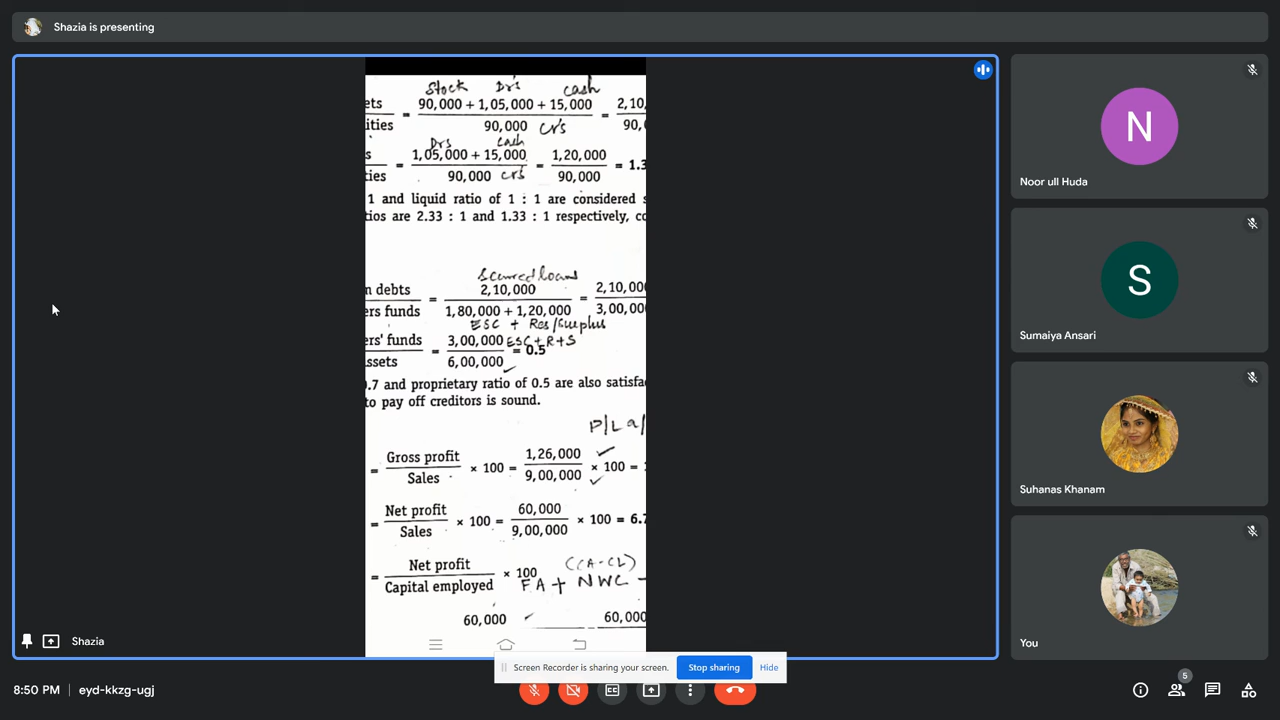 Shazia is presenting
Stock Dr's cash
ets = 90,000 + 1,05,000 + 15,000 = 2,10,
ities 90,000 cr's 90,
Drs cash
s = 1,05,000 + 15,000 = 1,20,000 = 1.3
ies 90,000 crs 90,000
1 and liquid ratio of 1 : 1 are considered s
tios are 2.33 : 1 and 1.33 : 1 respectively, co
Secured loans
n debts = 2,10,000 = 2,10,000
ers funds 1,80,000 + 1,20,000 3,00,000
ESC + Res/Surplus
ers' funds = 3,00,000 ESC+R+S = 0.5
ssets 6,00,000
0.7 and proprietary ratio of 0.5 are also satisfa
to pay off creditors is sound.
P/L a/
= Gross profit × 100 = 1,26,000 × 100 =
Sales 9,00,000
= Net profit × 100 = 60,000 × 100 = 6.7
Sales 9,00,000
= Net profit × 100 (CA-CL)
Capital employed FA + NWC -
60,000 60,000
Noor ull Huda
Sumaiya Ansari
Suhanas Khanam
You
N
S
Shazia
Screen Recorder is sharing your screen. Stop sharing Hide
8:50 PM eyd-kkzg-ugj
5